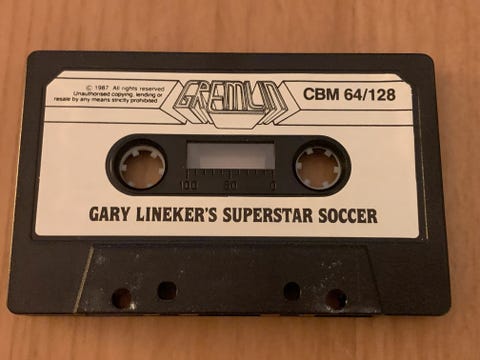 © 1987 All rights reserved
Unauthorised copying, lending or
resale by any means strictly prohibited
GREMLIN
CBM 64/128
100 50 0
GARY LINEKER'S SUPERSTAR SOCCER